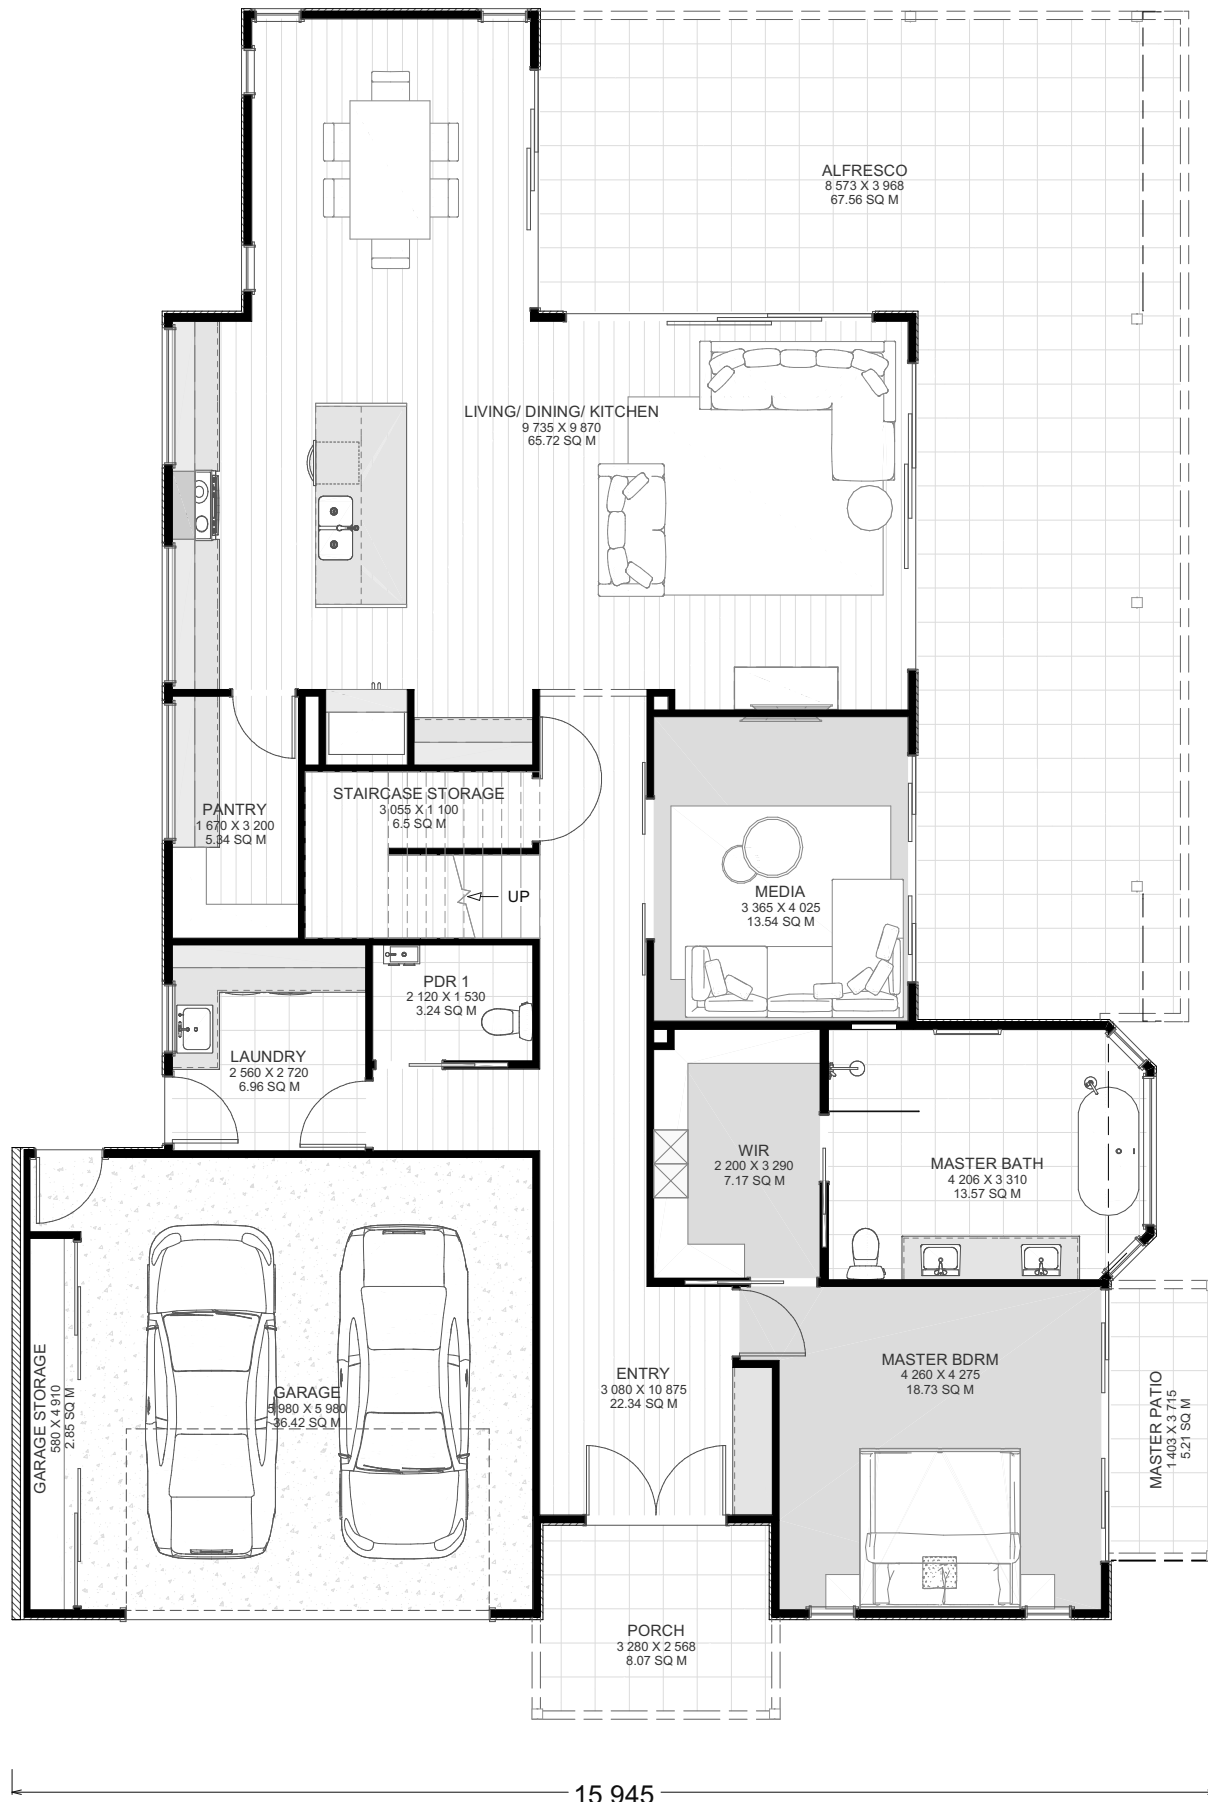 ALFRESCO
8 573 X 3 968
67.56 SQ M
LIVING/ DINING/ KITCHEN
9 735 X 9 870
65.72 SQ M
STAIRCASE STORAGE
3 055 X 1 100
6.5 SQ M
PANTRY
1 670 X 3 200
5.34 SQ M
UP
MEDIA
3 365 X 4 025
13.54 SQ M
PDR 1
2 120 X 1 530
3.24 SQ M
LAUNDRY
2 560 X 2 720
6.96 SQ M
WIR
2 200 X 3 290
7.17 SQ M
MASTER BATH
4 206 X 3 310
13.57 SQ M
GARAGE STORAGE
580 X 4 910
2.85 SQ M
GARAGE
5 980 X 5 980
36.42 SQ M
ENTRY
3 080 X 10 875
22.34 SQ M
MASTER BDRM
4 260 X 4 275
18.73 SQ M
MASTER PATIO
1 403 X 3 715
5.21 SQ M
PORCH
3 280 X 2 568
8.07 SQ M
15 945